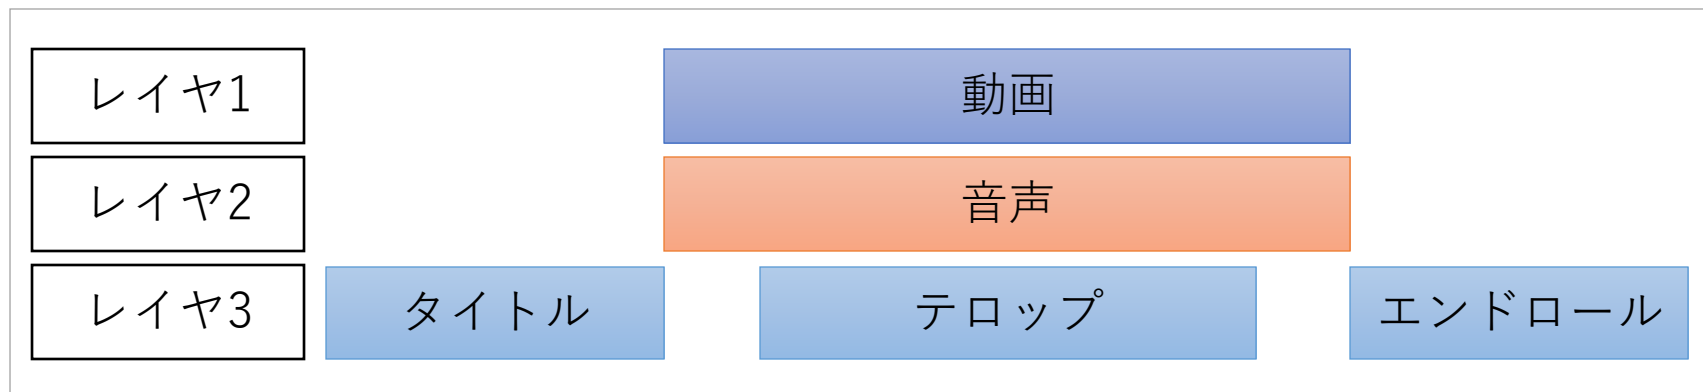 レイヤ1
動画
レイヤ2
音声
レイヤ3
タイトル
テロップ
エンドロール